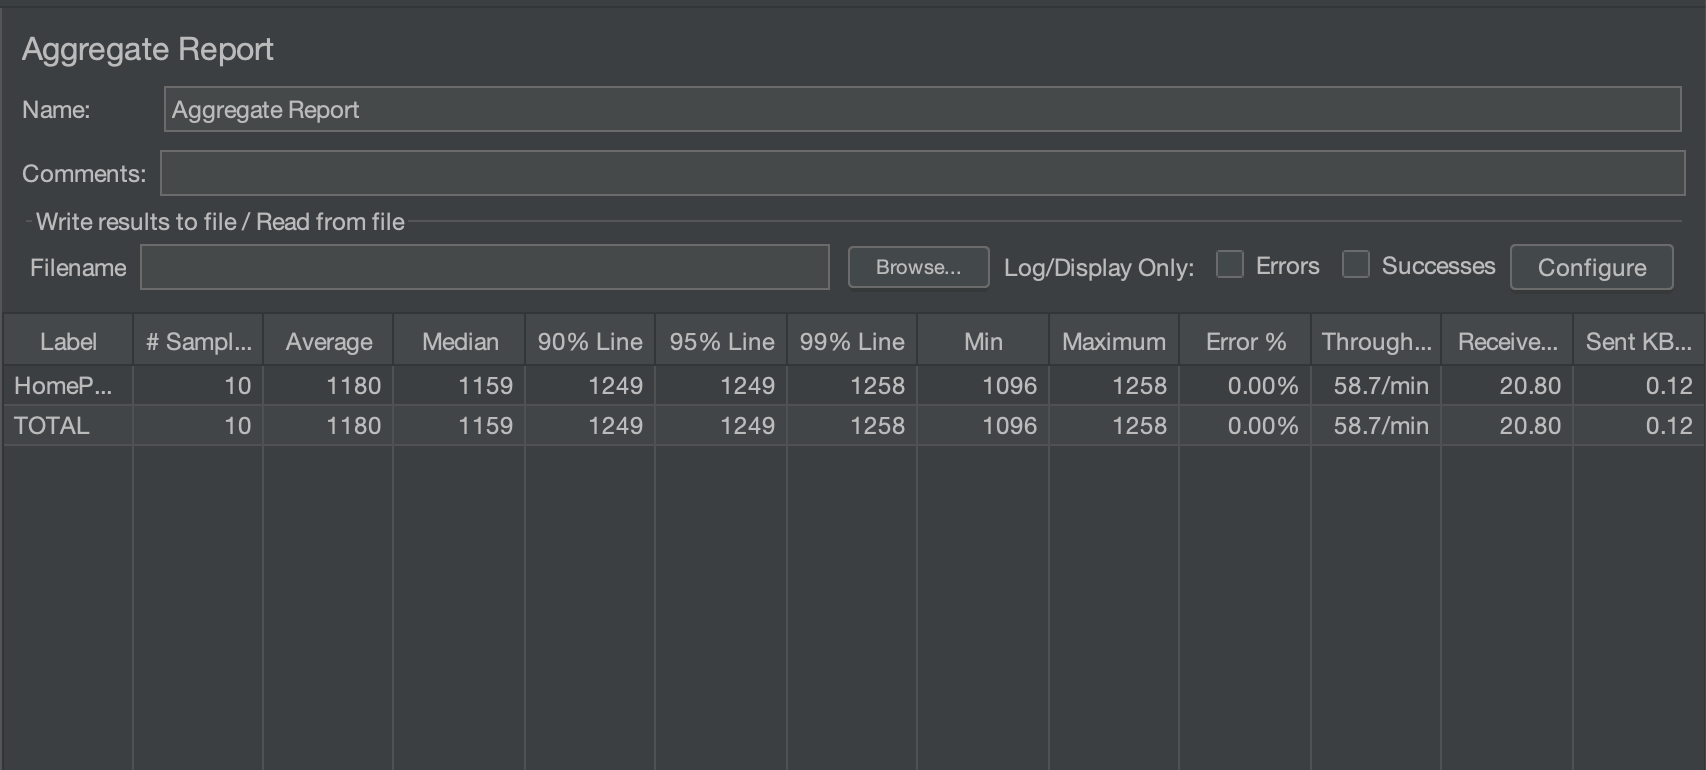 Aggregate Report
Name: Aggregate Report
Comments:
Write results to file / Read from file
Filename Browse... Log/Display Only: Errors Successes Configure
Label # Sampl... Average Median 90% Line 95% Line 99% Line Min Maximum Error % Through... Receive... Sent KB...
HomeP... 10 1180 1159 1249 1249 1258 1096 1258 0.00% 58.7/min 20.80 0.12
TOTAL 10 1180 1159 1249 1249 1258 1096 1258 0.00% 58.7/min 20.80 0.12